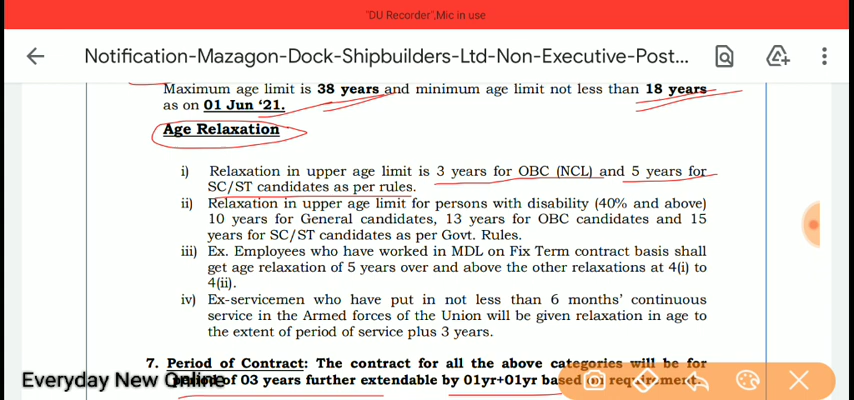 "DU Recorder",Mic in use
Notification-Mazagon-Dock-Shipbuilders-Ltd-Non-Executive-Post...
Maximum age limit is 38 years and minimum age limit not less than 18 years
as on 01 Jun ‘21.
Age Relaxation
i) Relaxation in upper age limit is 3 years for OBC (NCL) and 5 years for
SC/ST candidates as per rules.
ii) Relaxation in upper age limit for persons with disability (40% and above)
10 years for General candidates, 13 years for OBC candidates and 15
years for SC/ST candidates as per Govt. Rules.
iii) Ex. Employees who have worked in MDL on Fix Term contract basis shall
get age relaxation of 5 years over and above the other relaxations at 4(i) to
4(ii).
iv) Ex-servicemen who have put in not less than 6 months’ continuous
service in the Armed forces of the Union will be given relaxation in age to
the extent of period of service plus 3 years.
7. Period of Contract: The contract for all the above categories will be for
period of 03 years further extendable by 01yr+01yr based on requirement.
Everyday New Online